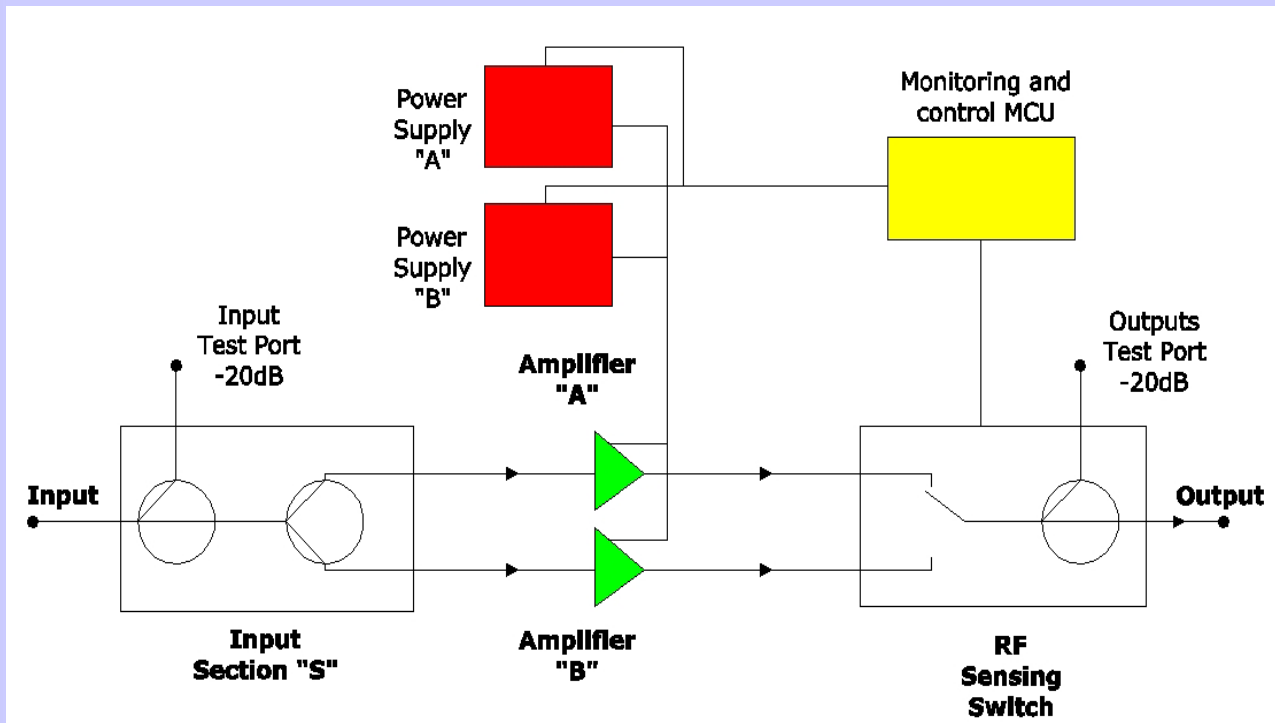 Power
Supply
"A"
Monitoring and
control MCU
Power
Supply
"B"
Input
Test Port
-20dB
Outputs
Test Port
-20dB
Amplifier
"A"
Input
Output
Input
Section "S"
Amplifier
"B"
RF
Sensing
Switch